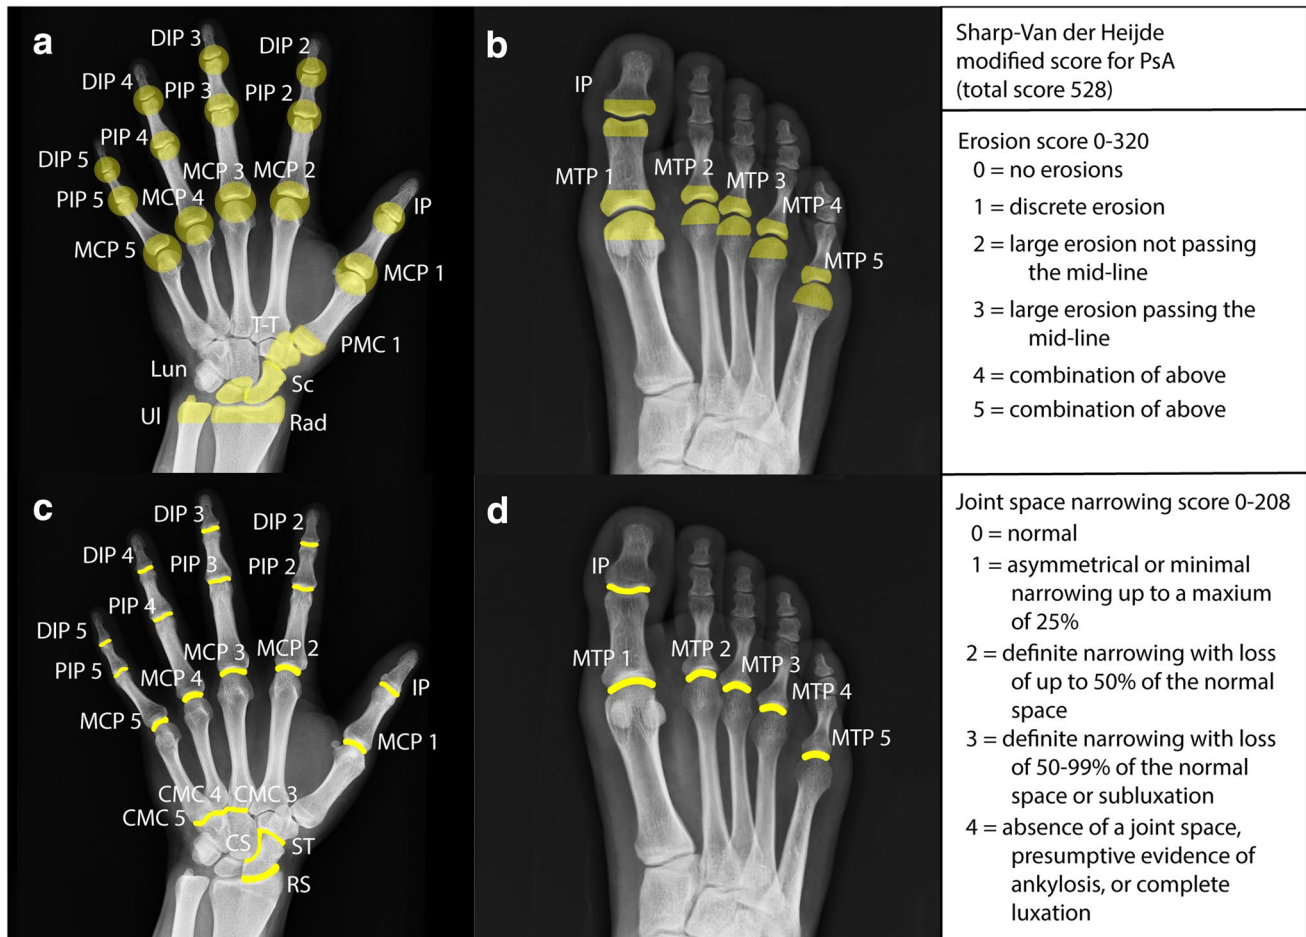 a
DIP 3
DIP 2
DIP 4
PIP 3
PIP 2
PIP 4
DIP 5
MCP 3
MCP 2
PIP 5
MCP 4
IP
MCP 5
MCP 1
T-T
PMC 1
Lun
Sc
Ul
Rad
b
IP
MTP 1
MTP 2
MTP 3
MTP 4
MTP 5
Sharp-Van der Heijde
modified score for PsA
(total score 528)
Erosion score 0-320
0 = no erosions
1 = discrete erosion
2 = large erosion not passing
the mid-line
3 = large erosion passing the
mid-line
4 = combination of above
5 = combination of above
c
DIP 3
DIP 2
DIP 4
PIP 3
PIP 2
PIP 4
DIP 5
MCP 3
MCP 2
PIP 5
MCP 4
IP
MCP 5
MCP 1
CMC 4
CMC 3
CMC 5
CS
ST
RS
d
IP
MTP 1
MTP 2
MTP 3
MTP 4
MTP 5
Joint space narrowing score 0-208
0 = normal
1 = asymmetrical or minimal
narrowing up to a maxium
of 25%
2 = definite narrowing with loss
of up to 50% of the normal
space
3 = definite narrowing with loss
of 50-99% of the normal
space or subluxation
4 = absence of a joint space,
presumptive evidence of
ankylosis, or complete
luxation